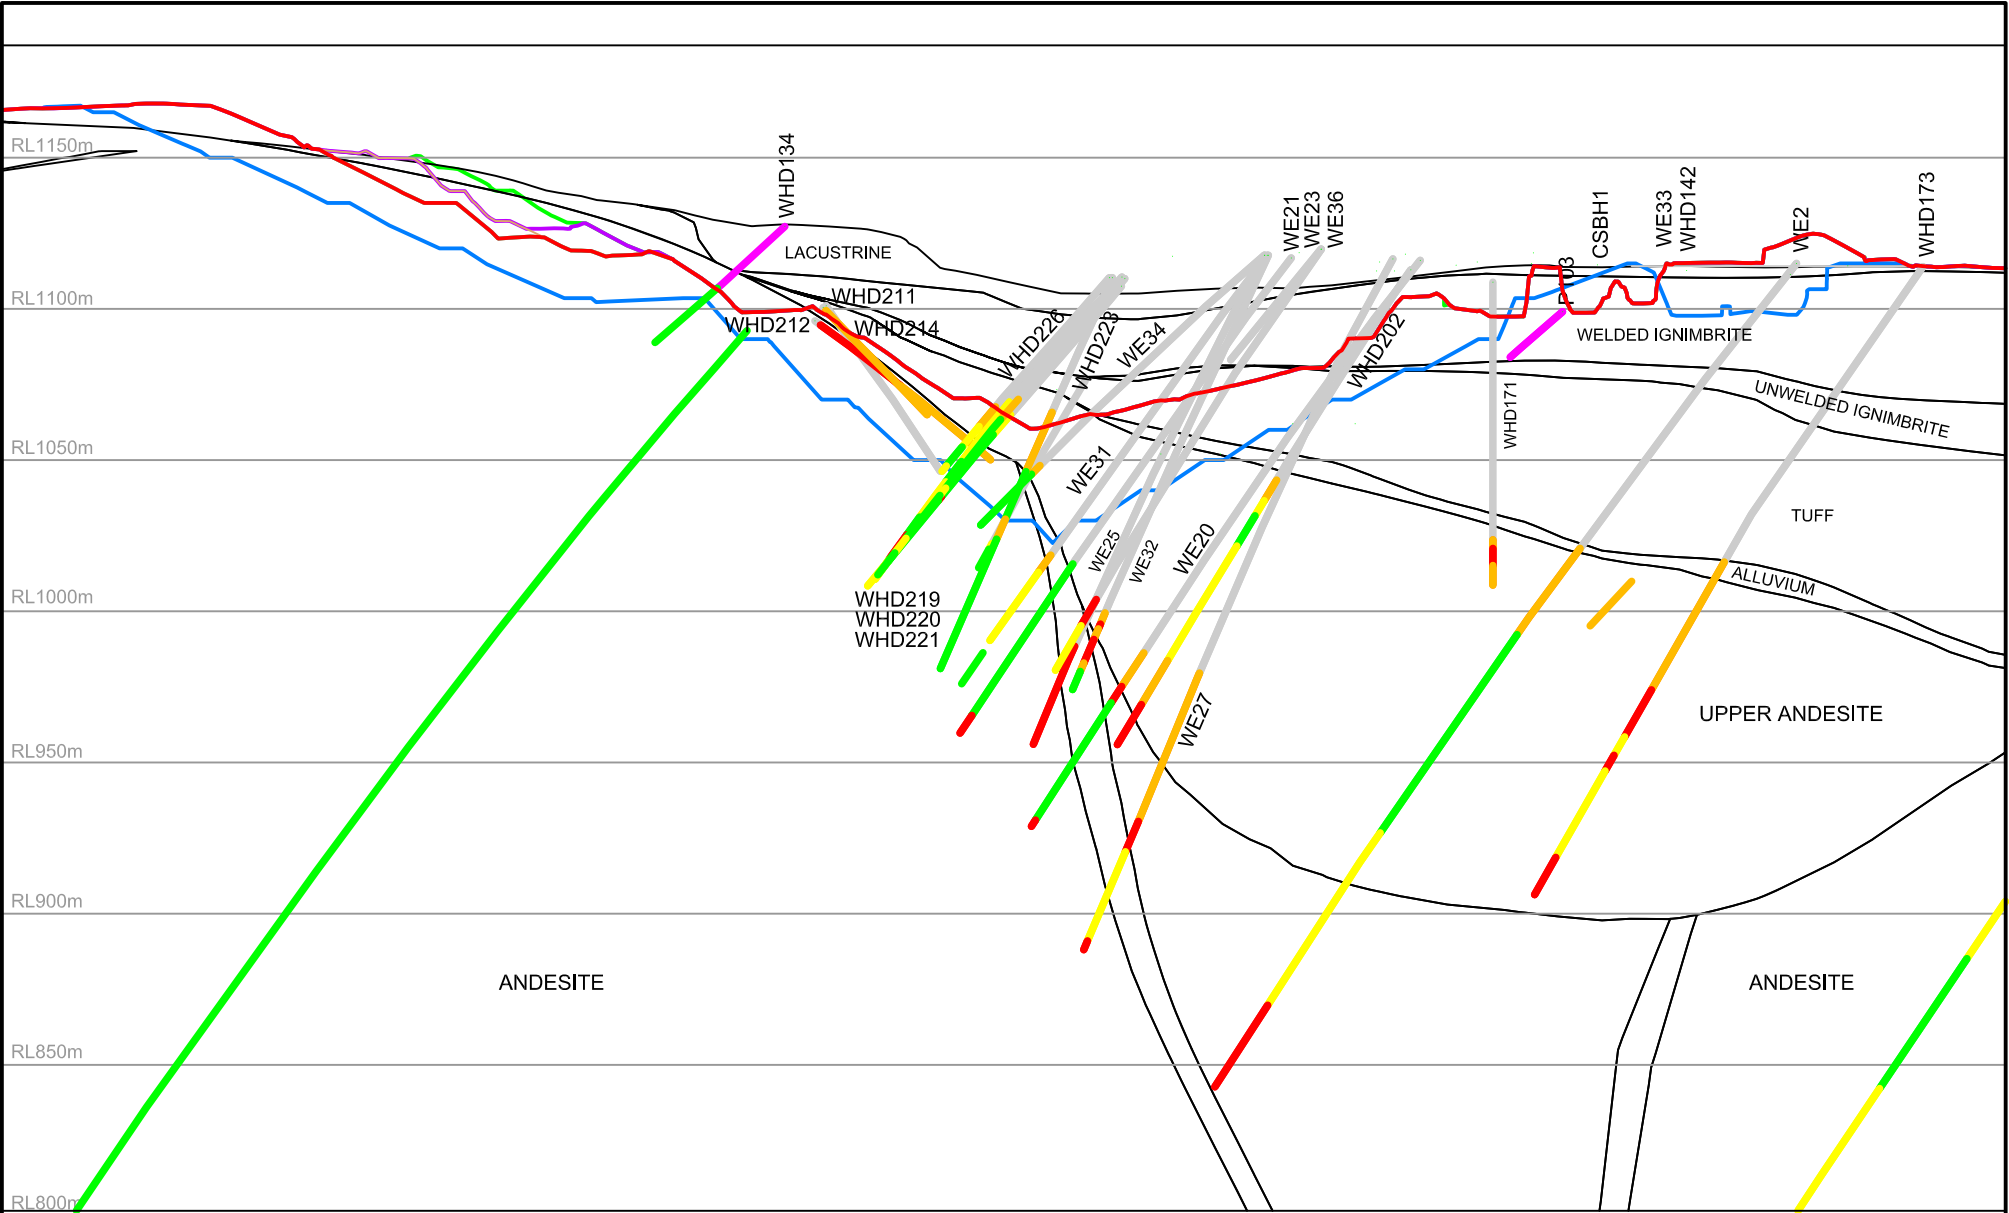 RL1150m
WHD134
LACUSTRINE
WE21
WE23
WE36
CSBH1
WE33
WHD142
WE2
WHD173
RL1100m
WHD211
WHD212
WHD214
WHD226
WHD223
WE34
WHD202
WELDED IGNIMBRITE
UNWELDED IGNIMBRITE
WHD171
RL1050m
WE31
WE25
WE32
WE20
TUFF
ALLUVIUM
RL1000m
WHD219
WHD220
WHD221
WE27
UPPER ANDESITE
RL950m
RL900m
ANDESITE
ANDESITE
RL850m
RL800m